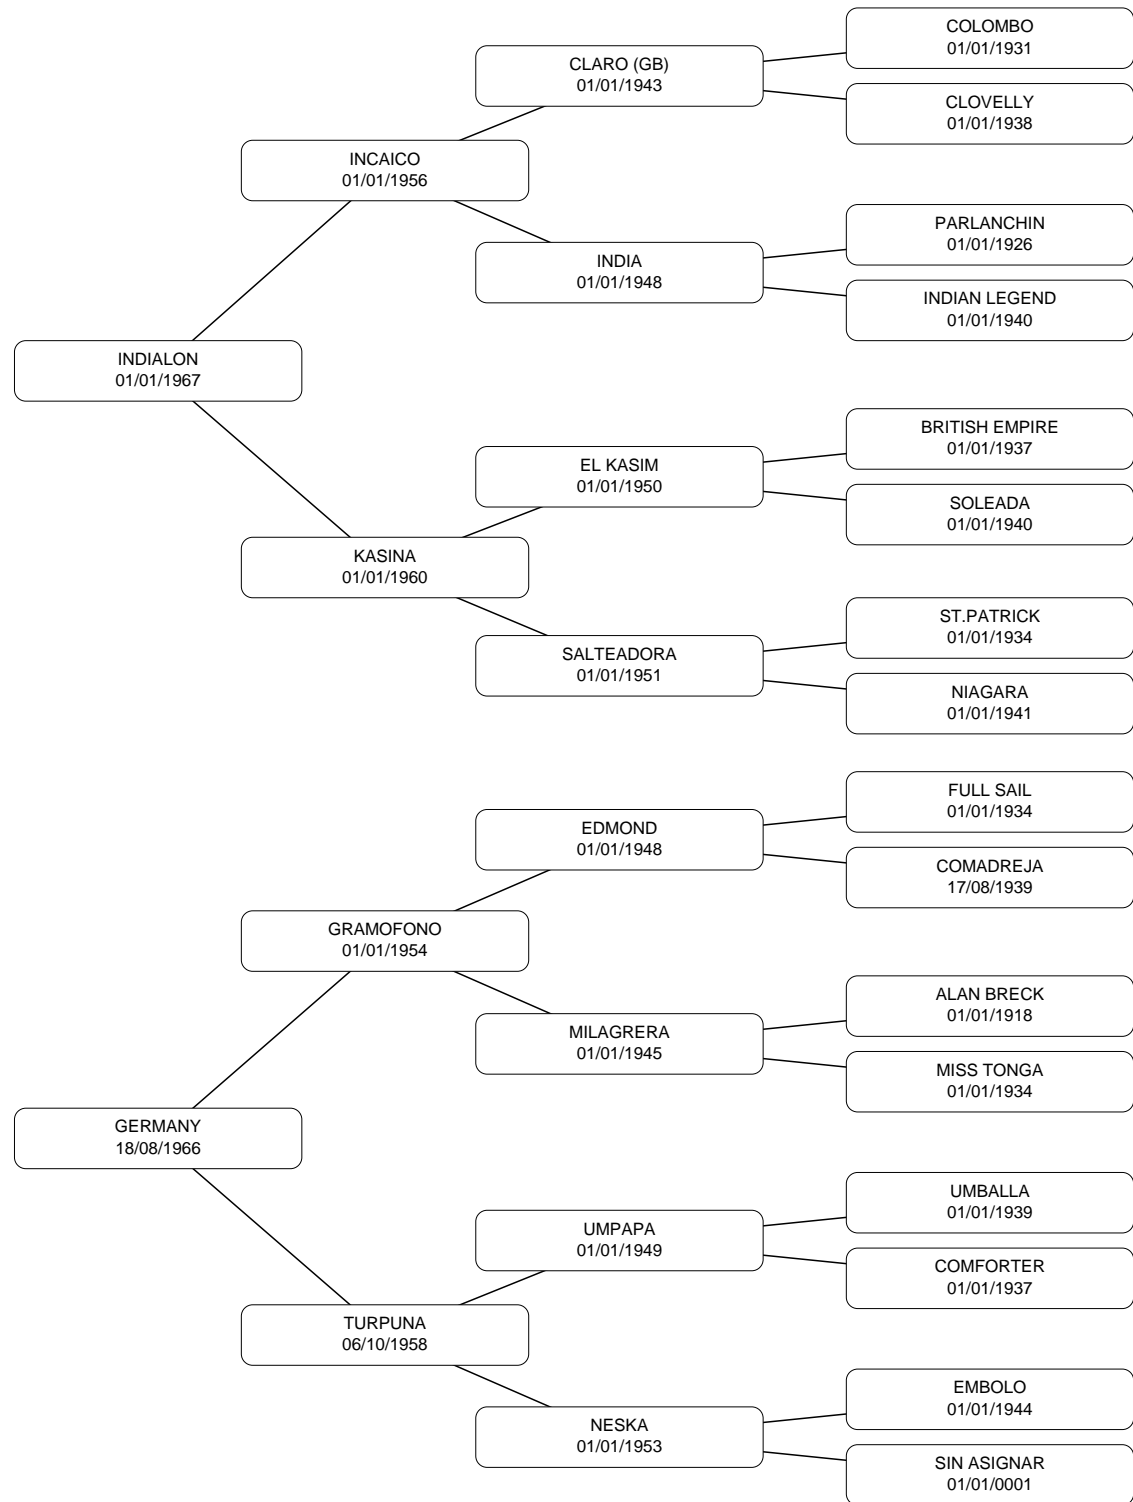 COLOMBO
01/01/1931
CLARO (GB)
01/01/1943
CLOVELLY
01/01/1938
INCAICO
01/01/1956
PARLANCHIN
01/01/1926
INDIA
01/01/1948
INDIAN LEGEND
01/01/1940
INDIALON
01/01/1967
BRITISH EMPIRE
01/01/1937
EL KASIM
01/01/1950
SOLEADA
01/01/1940
KASINA
01/01/1960
ST.PATRICK
01/01/1934
SALTEADORA
01/01/1951
NIAGARA
01/01/1941
FULL SAIL
01/01/1934
EDMOND
01/01/1948
COMADREJA
17/08/1939
GRAMOFONO
01/01/1954
ALAN BRECK
01/01/1918
MILAGRERA
01/01/1945
MISS TONGA
01/01/1934
GERMANY
18/08/1966
UMBALLA
01/01/1939
UMPAPA
01/01/1949
COMFORTER
01/01/1937
TURPUNA
06/10/1958
EMBOLO
01/01/1944
NESKA
01/01/1953
SIN ASIGNAR
01/01/0001